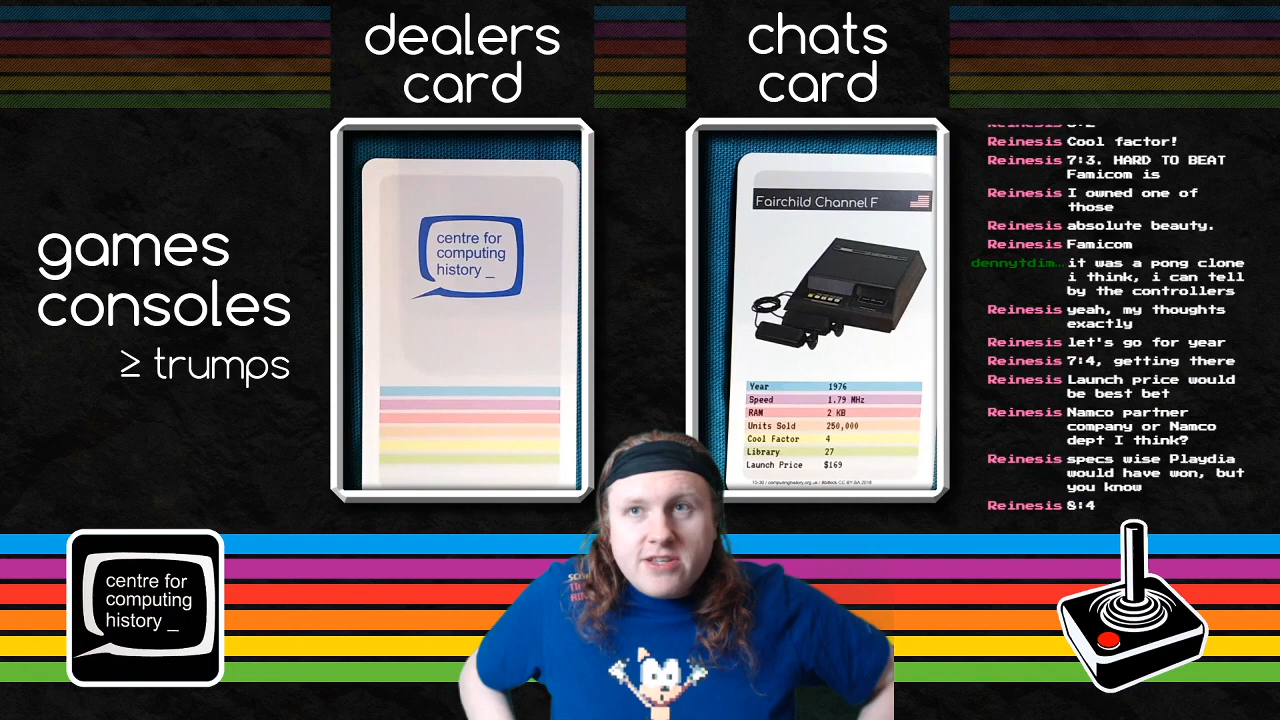 dealers
card
chats
card
games
consoles
≥ trumps
centre for
computing
history _
Fairchild Channel F
Year 1976
Speed 1.79 MHz
RAM 2 KB
Units Sold 250,000
Cool Factor 4
Library 27
Launch Price $169
Reinesis Cool factor!
Reinesis 7:3. HARD TO BEAT
Famicom is
Reinesis I owned one of
those
Reinesis absolute beauty.
Reinesis Famicom
dennytdim… it was a pong clone
i think, i can tell
by the controllers
Reinesis yeah, my thoughts
exactly
Reinesis let's go for year
Reinesis 7:4, getting there
Reinesis Launch price would
be best bet
Reinesis Namco partner
company or Namco
dept I think?
Reinesis specs wise Playdia
would have won, but
you know
Reinesis 8:4
centre for
computing
history _